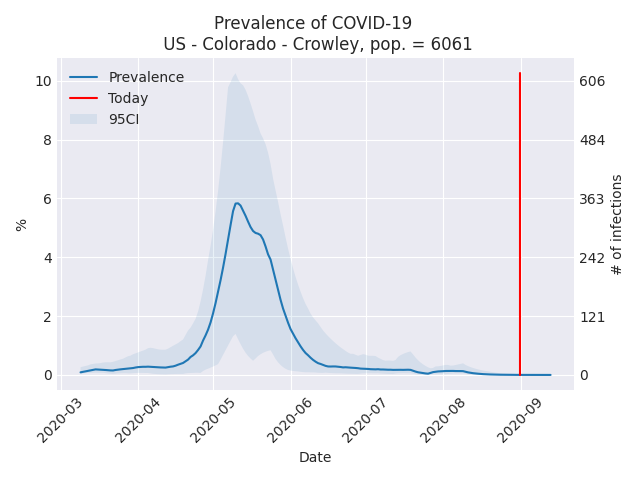 Prevalence of COVID-19
US - Colorado - Crowley, pop. = 6061
Prevalence
Today
95CI
10
8
6
4
2
0
%
606
484
363
242
121
0
# of infections
2020-03
2020-04
2020-05
2020-06
2020-07
2020-08
2020-09
Date